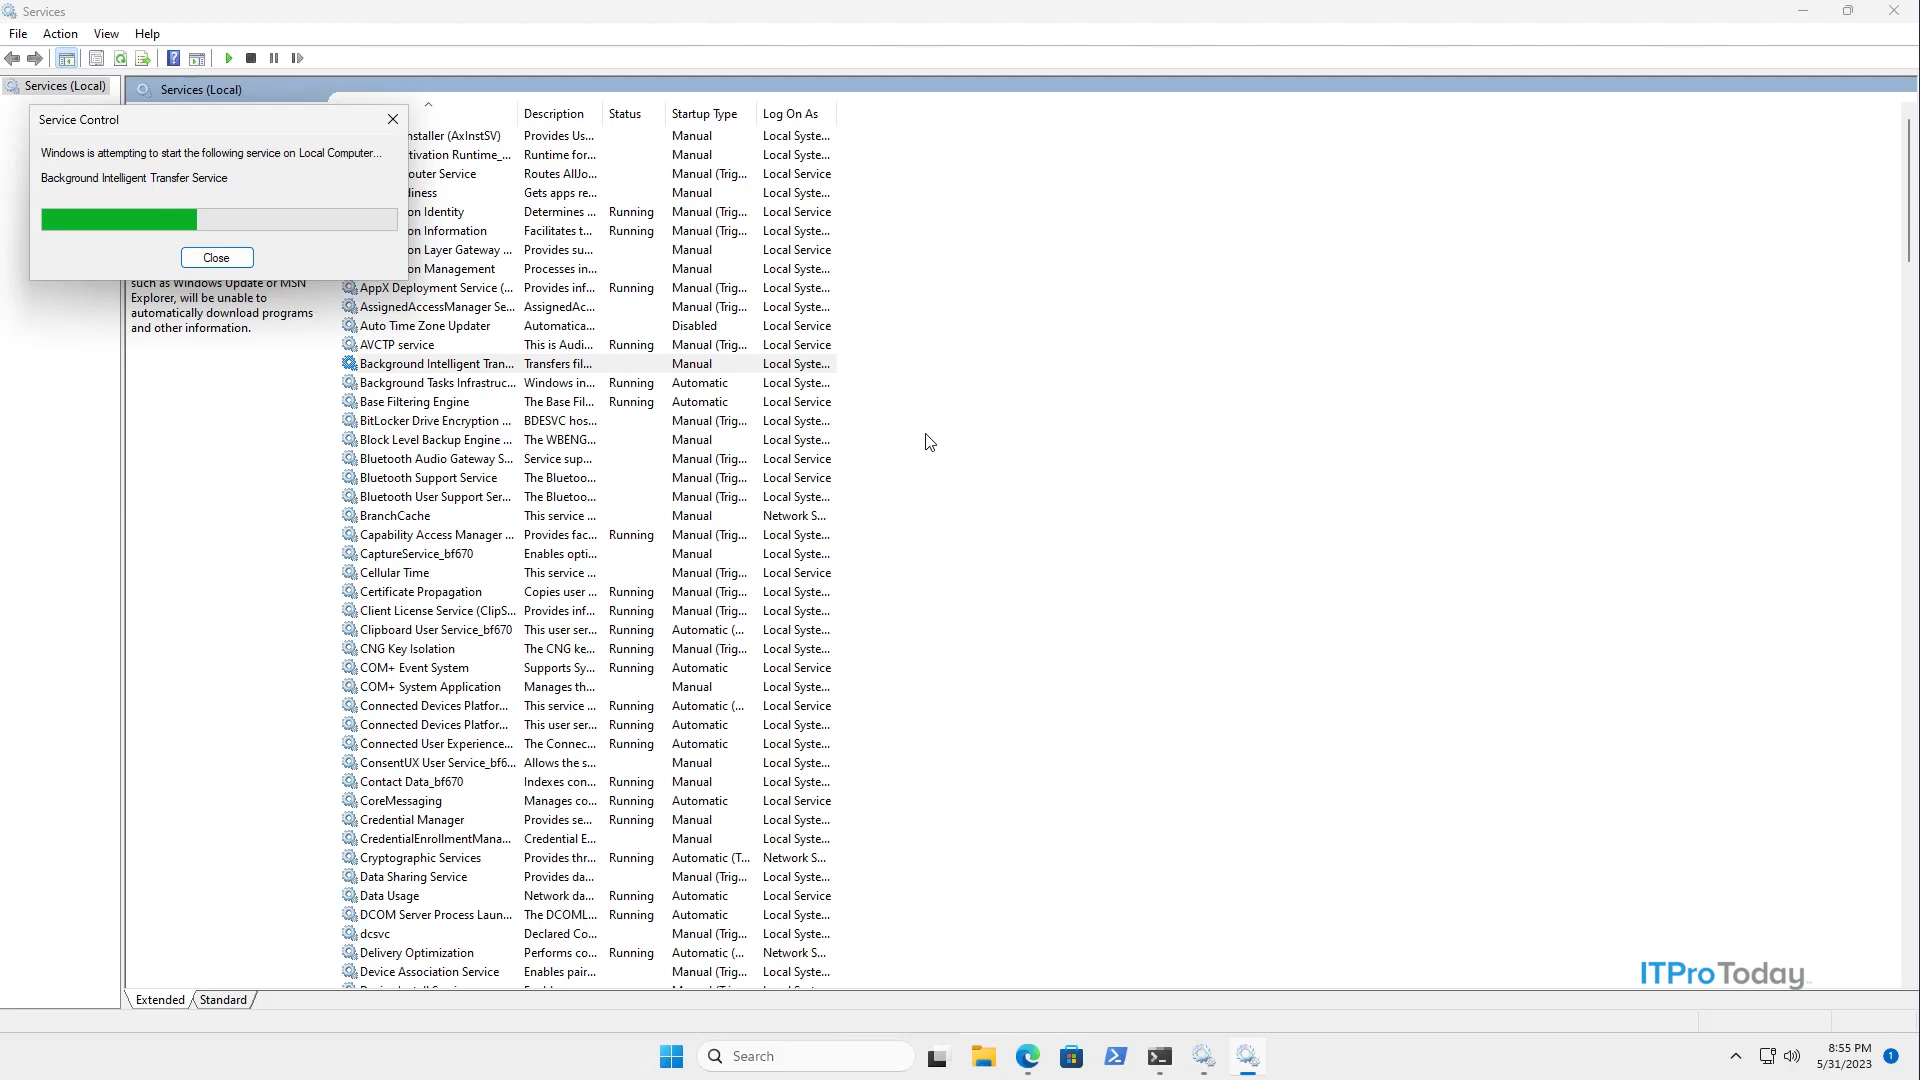 Services
File Action View Help
Services (Local)
Services (Local)
Service Control
Windows is attempting to start the following service on Local Computer...
Background Intelligent Transfer Service
Close
such as Windows Update or MSN
Explorer, will be unable to
automatically download programs
and other information.
Description Status Startup Type Log On As
nstaller (AxInstSV) Provides Us... Manual Local Syste...
tivation Runtime_... Runtime for... Manual Local Syste...
outer Service Routes AllJo... Manual (Trig... Local Service
diness Gets apps re... Manual Local Syste...
on Identity Determines ... Running Manual (Trig... Local Service
on Information Facilitates t... Running Manual (Trig... Local Syste...
on Layer Gateway ... Provides su... Manual Local Service
on Management Processes in... Manual Local Syste...
AppX Deployment Service (... Provides inf... Running Manual (Trig... Local Syste...
AssignedAccessManager Se... AssignedAc... Manual (Trig... Local Syste...
Auto Time Zone Updater Automatica... Disabled Local Service
AVCTP service This is Audi... Running Manual (Trig... Local Service
Background Intelligent Tran... Transfers fil... Manual Local Syste...
Background Tasks Infrastruc... Windows in... Running Automatic Local Syste...
Base Filtering Engine The Base Fil... Running Automatic Local Service
BitLocker Drive Encryption ... BDESVC hos... Manual (Trig... Local Syste...
Block Level Backup Engine ... The WBENG... Manual Local Syste...
Bluetooth Audio Gateway S... Service sup... Manual (Trig... Local Service
Bluetooth Support Service The Bluetoo... Manual (Trig... Local Service
Bluetooth User Support Ser... The Bluetoo... Manual (Trig... Local Syste...
BranchCache This service ... Manual Network S...
Capability Access Manager ... Provides fac... Running Manual (Trig... Local Syste...
CaptureService_bf670 Enables opti... Manual Local Syste...
Cellular Time This service ... Manual (Trig... Local Service
Certificate Propagation Copies user ... Running Manual (Trig... Local Syste...
Client License Service (ClipS... Provides inf... Running Manual (Trig... Local Syste...
Clipboard User Service_bf670 This user ser... Running Automatic (... Local Syste...
CNG Key Isolation The CNG ke... Running Manual (Trig... Local Syste...
COM+ Event System Supports Sy... Running Automatic Local Service
COM+ System Application Manages th... Manual Local Syste...
Connected Devices Platfor... This service ... Running Automatic (... Local Service
Connected Devices Platfor... This user ser... Running Automatic Local Syste...
Connected User Experience... The Connec... Running Automatic Local Syste...
ConsentUX User Service_bf6... Allows the s... Manual Local Syste...
Contact Data_bf670 Indexes con... Running Manual Local Syste...
CoreMessaging Manages co... Running Automatic Local Service
Credential Manager Provides se... Running Manual Local Syste...
CredentialEnrollmentMana... Credential E... Manual Local Syste...
Cryptographic Services Provides thr... Running Automatic (T... Network S...
Data Sharing Service Provides da... Manual (Trig... Local Syste...
Data Usage Network da... Running Automatic Local Service
DCOM Server Process Laun... The DCOML... Running Automatic Local Syste...
dcsvc Declared Co... Manual (Trig... Local Syste...
Delivery Optimization Performs co... Running Automatic (... Network S...
Device Association Service Enables pair... Manual (Trig... Local Syste...
ITPro Today
Extended Standard
Search
8:55 PM
5/31/2023
1